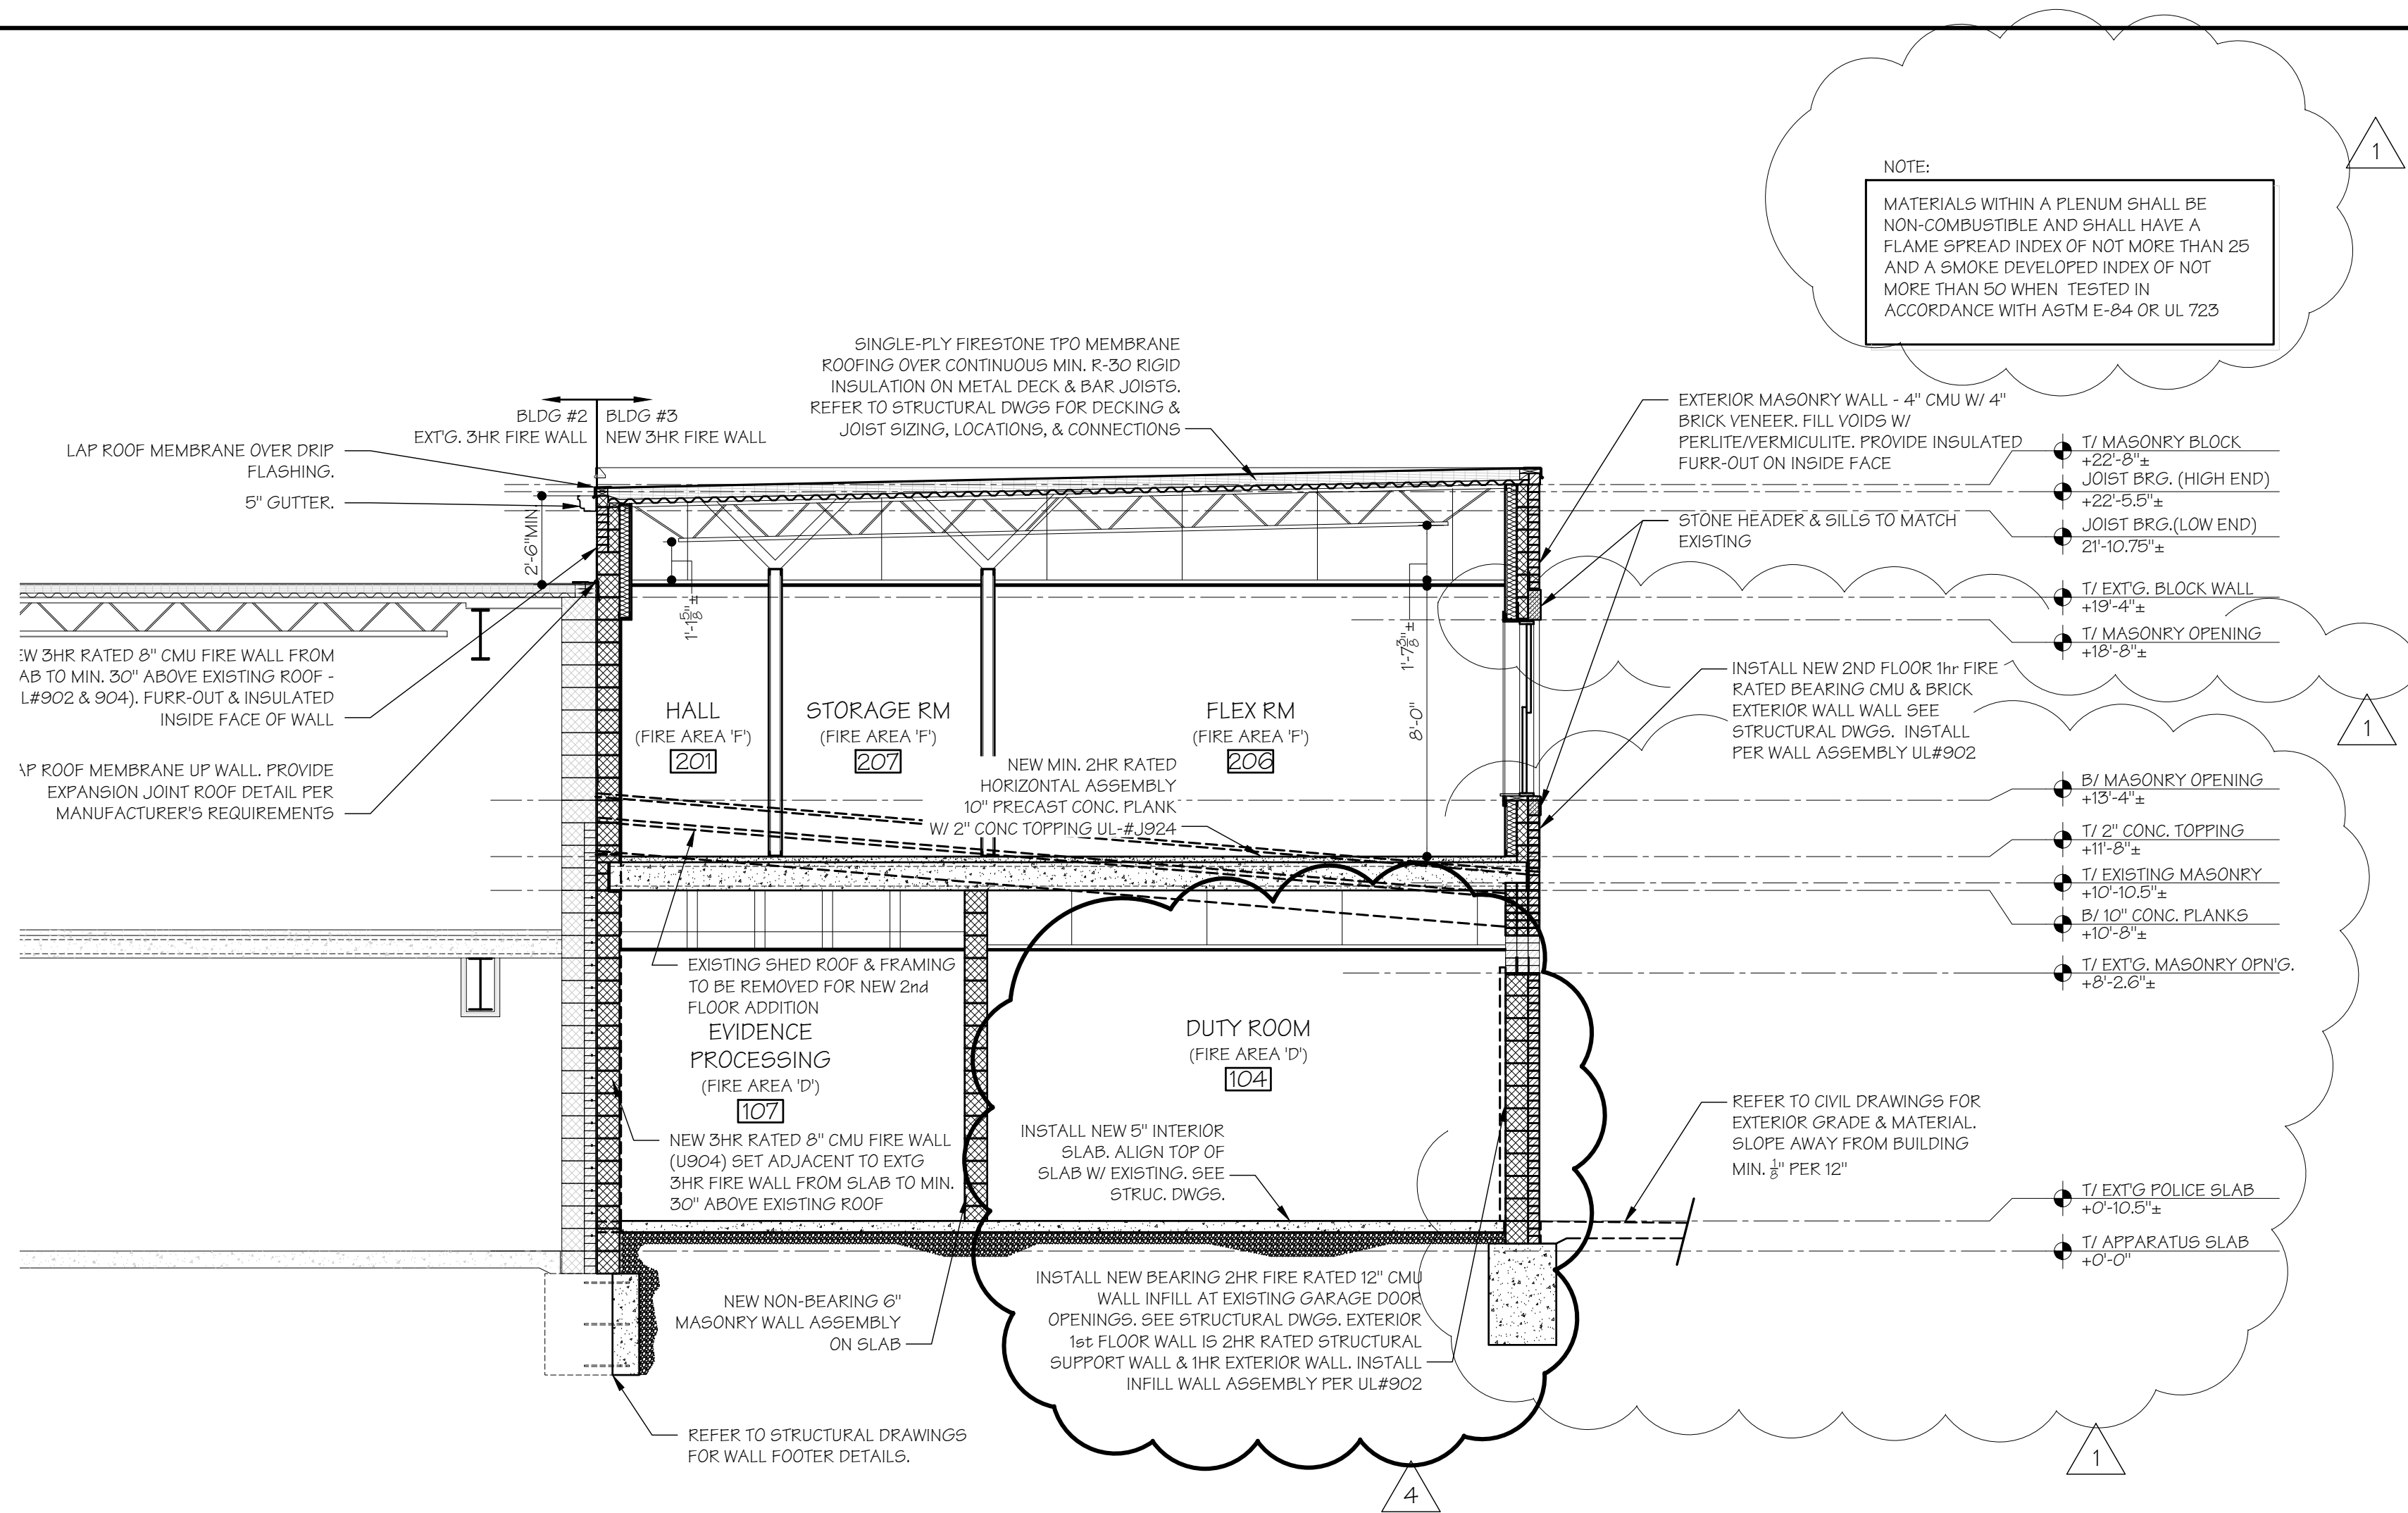 1
NOTE:
MATERIALS WITHIN A PLENUM SHALL BE
NON-COMBUSTIBLE AND SHALL HAVE A
FLAME SPREAD INDEX OF NOT MORE THAN 25
AND A SMOKE DEVELOPED INDEX OF NOT
MORE THAN 50 WHEN TESTED IN
ACCORDANCE WITH ASTM E-84 OR UL 723
SINGLE-PLY FIRESTONE TPO MEMBRANE
ROOFING OVER CONTINUOUS MIN. R-30 RIGID
INSULATION ON METAL DECK & BAR JOISTS.
REFER TO STRUCTURAL DWGS FOR DECKING &
JOIST SIZING, LOCATIONS, & CONNECTIONS
BLDG #2
EXT'G. 3HR FIRE WALL
BLDG #3
NEW 3HR FIRE WALL
LAP ROOF MEMBRANE OVER DRIP
FLASHING.
5" GUTTER.
2'-6"MIN.
EXTERIOR MASONRY WALL - 4" CMU W/ 4"
BRICK VENEER. FILL VOIDS W/
PERLITE/VERMICULITE. PROVIDE INSULATED
FURR-OUT ON INSIDE FACE
STONE HEADER & SILLS TO MATCH
EXISTING
T/ MASONRY BLOCK
+22'-8"±
JOIST BRG. (HIGH END)
+22'-5.5"±
JOIST BRG.(LOW END)
21'-10.75"±
T/ EXT'G. BLOCK WALL
+19'-4"±
T/ MASONRY OPENING
+18'-8"±
1
EW 3HR RATED 8" CMU FIRE WALL FROM
AB TO MIN. 30" ABOVE EXISTING ROOF -
L#902 & 904). FURR-OUT & INSULATED
INSIDE FACE OF WALL
AP ROOF MEMBRANE UP WALL. PROVIDE
EXPANSION JOINT ROOF DETAIL PER
MANUFACTURER'S REQUIREMENTS
1'-1 5/8"±
1'-7 3/8"±
8'-0"
HALL
(FIRE AREA 'F')
201
STORAGE RM
(FIRE AREA 'F')
207
FLEX RM
(FIRE AREA 'F')
206
NEW MIN. 2HR RATED
HORIZONTAL ASSEMBLY
10" PRECAST CONC. PLANK
W/ 2" CONC TOPPING UL-#J924
INSTALL NEW 2ND FLOOR 1hr FIRE
RATED BEARING CMU & BRICK
EXTERIOR WALL WALL SEE
STRUCTURAL DWGS. INSTALL
PER WALL ASSEMBLY UL#902
B/ MASONRY OPENING
+13'-4"±
T/ 2" CONC. TOPPING
+11'-8"±
T/ EXISTING MASONRY
+10'-10.5"±
B/ 10" CONC. PLANKS
+10'-8"±
T/ EXT'G. MASONRY OPN'G.
+8'-2.6"±
EXISTING SHED ROOF & FRAMING
TO BE REMOVED FOR NEW 2nd
FLOOR ADDITION
EVIDENCE
PROCESSING
(FIRE AREA 'D')
107
DUTY ROOM
(FIRE AREA 'D')
104
NEW 3HR RATED 8" CMU FIRE WALL
(U904) SET ADJACENT TO EXTG
3HR FIRE WALL FROM SLAB TO MIN.
30" ABOVE EXISTING ROOF
INSTALL NEW 5" INTERIOR
SLAB. ALIGN TOP OF
SLAB W/ EXISTING. SEE
STRUC. DWGS.
REFER TO CIVIL DRAWINGS FOR
EXTERIOR GRADE & MATERIAL.
SLOPE AWAY FROM BUILDING
MIN. 1/8" PER 12"
T/ EXT'G POLICE SLAB
+0'-10.5"±
T/ APPARATUS SLAB
+0'-0"
NEW NON-BEARING 6"
MASONRY WALL ASSEMBLY
ON SLAB
INSTALL NEW BEARING 2HR FIRE RATED 12" CMU
WALL INFILL AT EXISTING GARAGE DOOR
OPENINGS. SEE STRUCTURAL DWGS. EXTERIOR
1st FLOOR WALL IS 2HR RATED STRUCTURAL
SUPPORT WALL & 1HR EXTERIOR WALL. INSTALL
INFILL WALL ASSEMBLY PER UL#902
REFER TO STRUCTURAL DRAWINGS
FOR WALL FOOTER DETAILS.
1
4